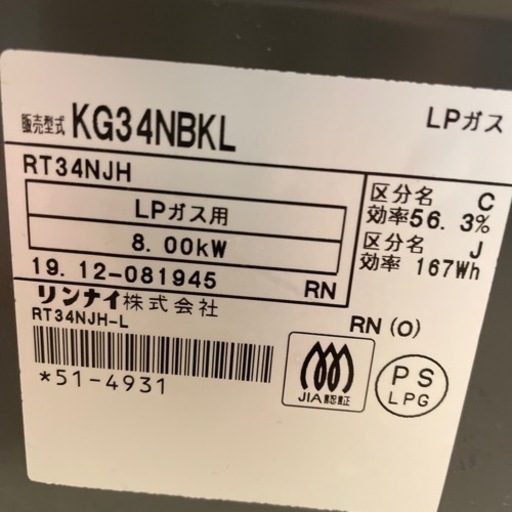 販売型式 KG34NBKL LPガス
RT34NJH
LPガス用
8.00kW
区分名 C
効率56.3%
区分名 J
効率 167Wh
19.12-081945 RN
リンナイ株式会社
RT34NJH-L
RN (O)
*51-4931
JIA認証
PS
LPG